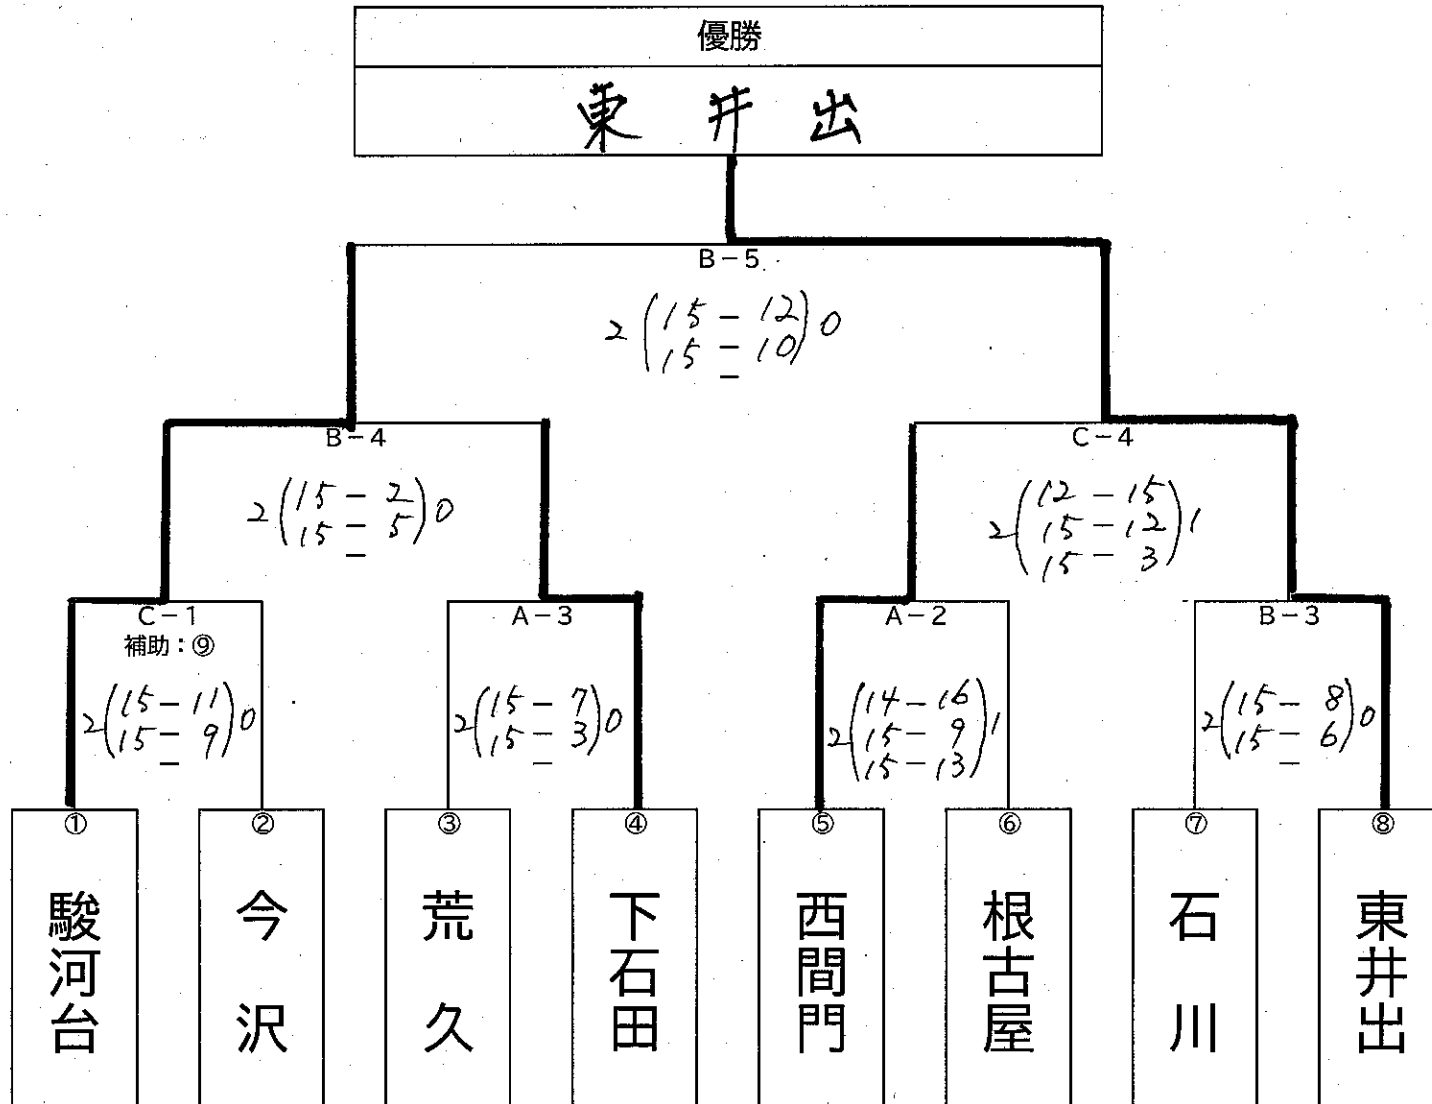 優勝
東井出
B-5
2(15-12)0
15-10
-
B-4
2(15-2)0
15-5
-
C-4
2(12-15)1
15-12
15-3
C-1
補助:⑨
2(15-11)0
15-9
-
A-3
2(15-7)0
15-3
-
A-2
2(14-16)1
15-9
15-13
B-3
2(15-8)0
15-6
-
①
駿河台
②
今沢
③
荒久
④
下石田
⑤
西間門
⑥
根古屋
⑦
石川
⑧
東井出